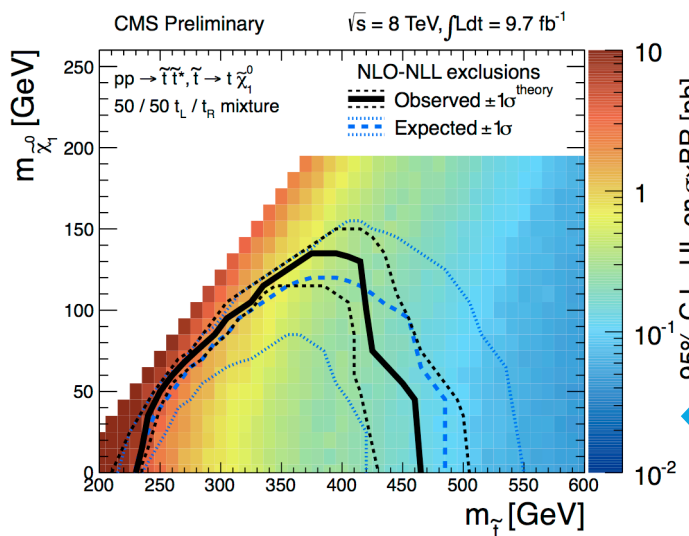 CMS Preliminary
√s = 8 TeV, ∫Ldt = 9.7 fb⁻¹
pp → t̃ t̃*, t̃ → t χ̃₁⁰
50 / 50 t_L / t_R mixture
NLO-NLL exclusions
Observed ±1σ^theory
Expected ±1σ
m_χ̃₁⁰ [GeV]
250
200
150
100
50
0
200 250 300 350 400 450 500 550 600
m_t̃ [GeV]
10
1
10⁻¹
10⁻²